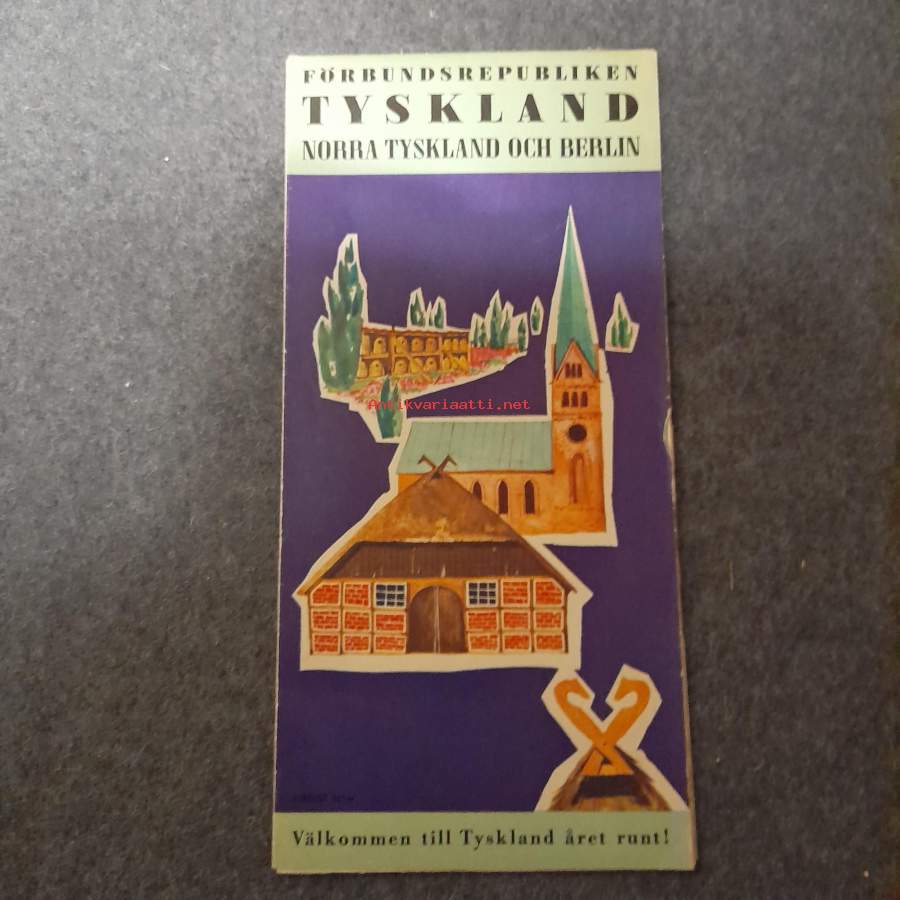 FÖRBUNDSREPUBLIKEN
TYSKLAND
NORRA TYSKLAND OCH BERLIN
Antikvariaatti.net
Välkommen till Tyskland året runt!